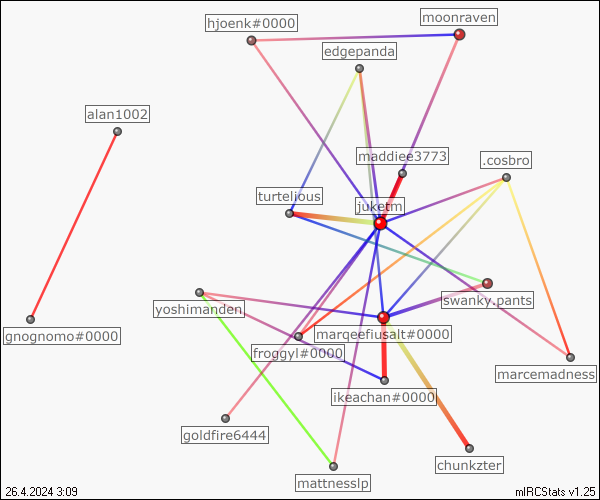 hjoenk#0000
moonraven
edgepanda
alan1002
maddiee3773
.cosbro
turtelious
juketm
yoshimanden
swanky.pants
marqeefiusalt#0000
gnognomo#0000
froggyl#0000
marcemadness
ikeachan#0000
goldfire6444
chunkzter
mattnesslp
26.4.2024 3:09
mIRCStats v1.25